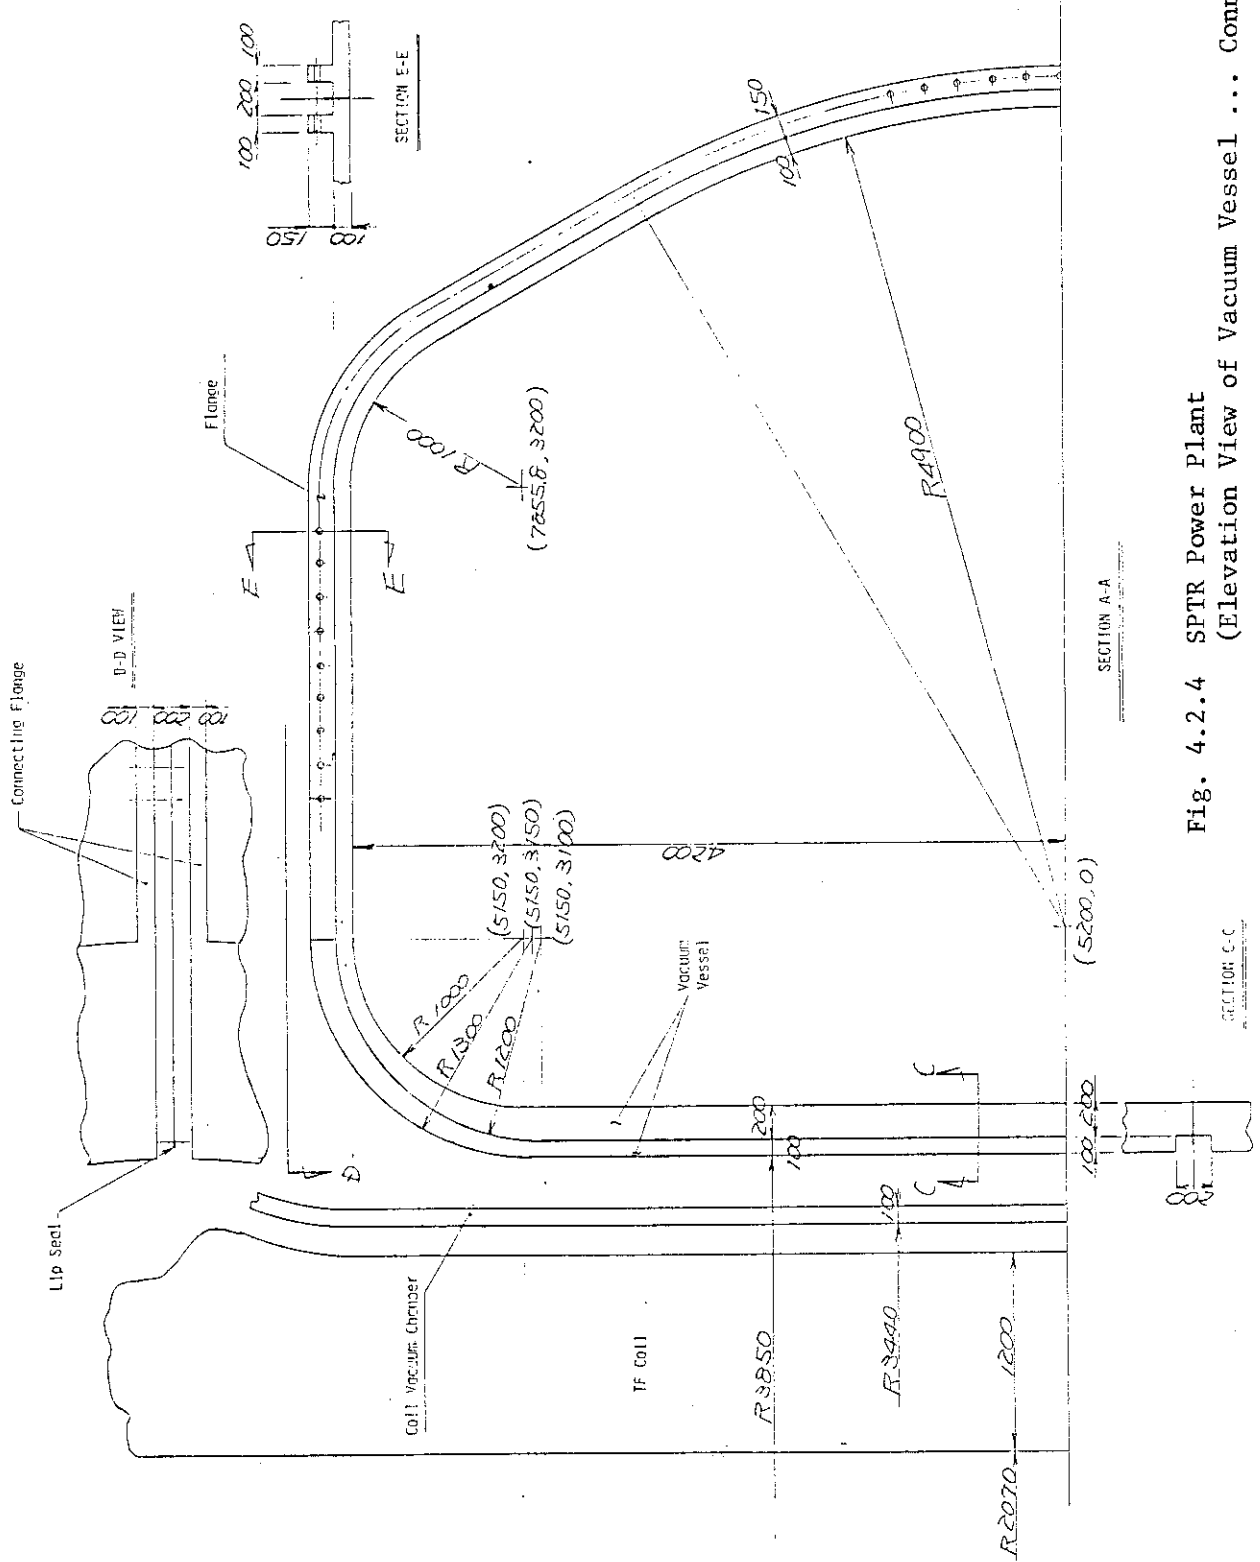 100 200 100
150
100
SECTION E-E
Connecting Flange
D-D VIEW
100
200
100
Lip Seal
Flange
E
E
150
100
R1000
(7855.8, 3200)
R4900
D
(5150, 3200)
(5150, 3150)
(5150, 3100)
R1000
R1300
R1200
4200
Vacuum
Vessel
(5200, 0)
SECTION A-A
Coil Vacuum Chamber
TF Coil
200
100
R3850
C
C
100
R3440
1200
R2070
100 200
SECTION C-C
Fig. 4.2.4 SPTR Power Plant
(Elevation View of Vacuum Vessel ...